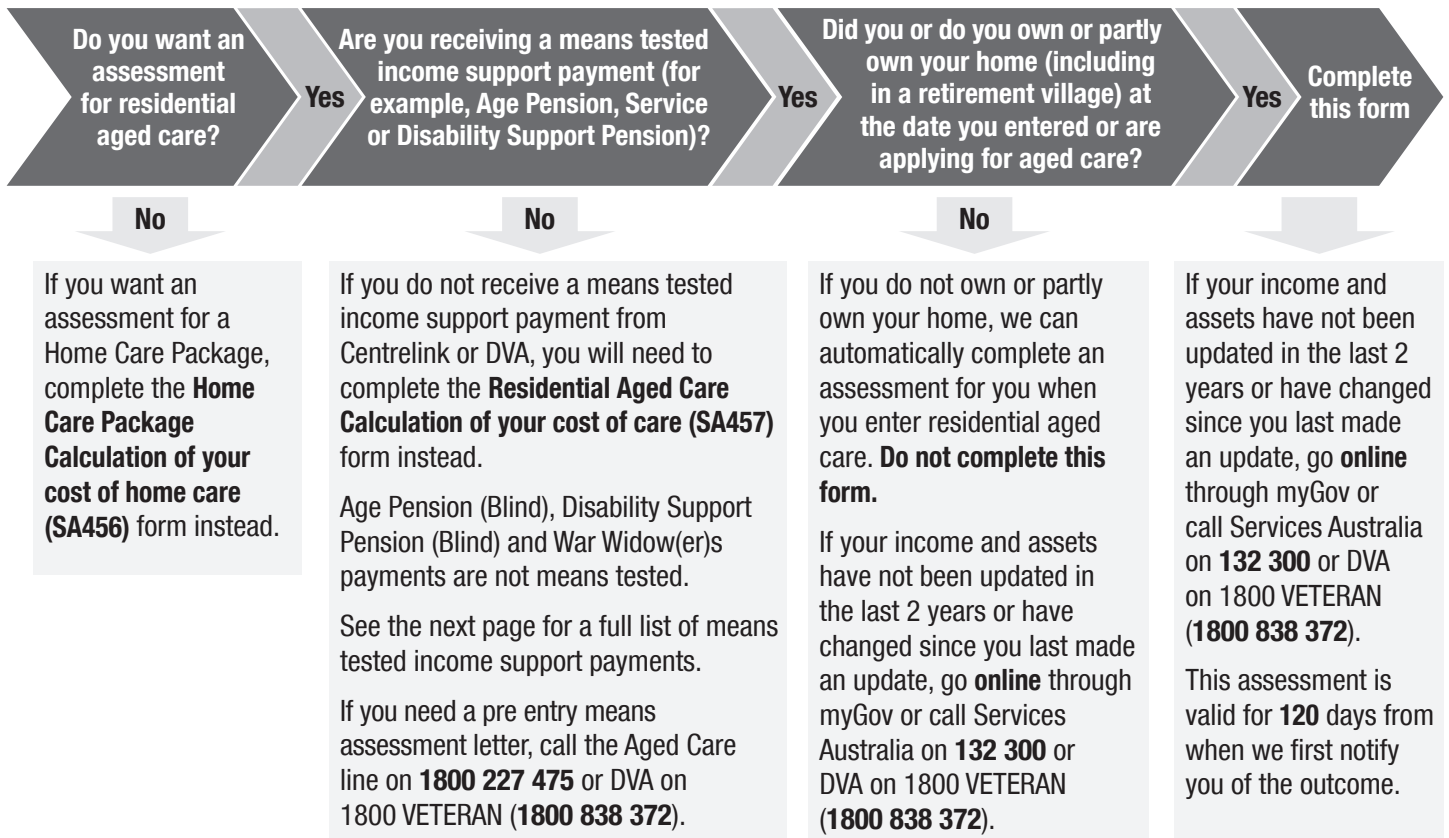 Do you want an
assessment
for residential
aged care?
Yes
Are you receiving a means tested
income support payment (for
example, Age Pension, Service
or Disability Support Pension)?
Yes
Did you or do you own or partly
own your home (including
in a retirement village) at
the date you entered or are
applying for aged care?
Yes
Complete
this form
No
If you want an
assessment for a
Home Care Package,
complete the Home
Care Package
Calculation of your
cost of home care
(SA456) form instead.
No
If you do not receive a means tested
income support payment from
Centrelink or DVA, you will need to
complete the Residential Aged Care
Calculation of your cost of care (SA457)
form instead.
Age Pension (Blind), Disability Support
Pension (Blind) and War Widow(er)s
payments are not means tested.
See the next page for a full list of means
tested income support payments.
If you need a pre entry means
assessment letter, call the Aged Care
line on 1800 227 475 or DVA on
1800 VETERAN (1800 838 372).
No
If you do not own or partly
own your home, we can
automatically complete an
assessment for you when
you enter residential aged
care. Do not complete this
form.
If your income and assets
have not been updated in
the last 2 years or have
changed since you last made
an update, go online through
myGov or call Services
Australia on 132 300 or
DVA on 1800 VETERAN
(1800 838 372).
If your income and
assets have not been
updated in the last 2
years or have changed
since you last made
an update, go online
through myGov or
call Services Australia
on 132 300 or DVA
on 1800 VETERAN
(1800 838 372).
This assessment is
valid for 120 days from
when we first notify
you of the outcome.